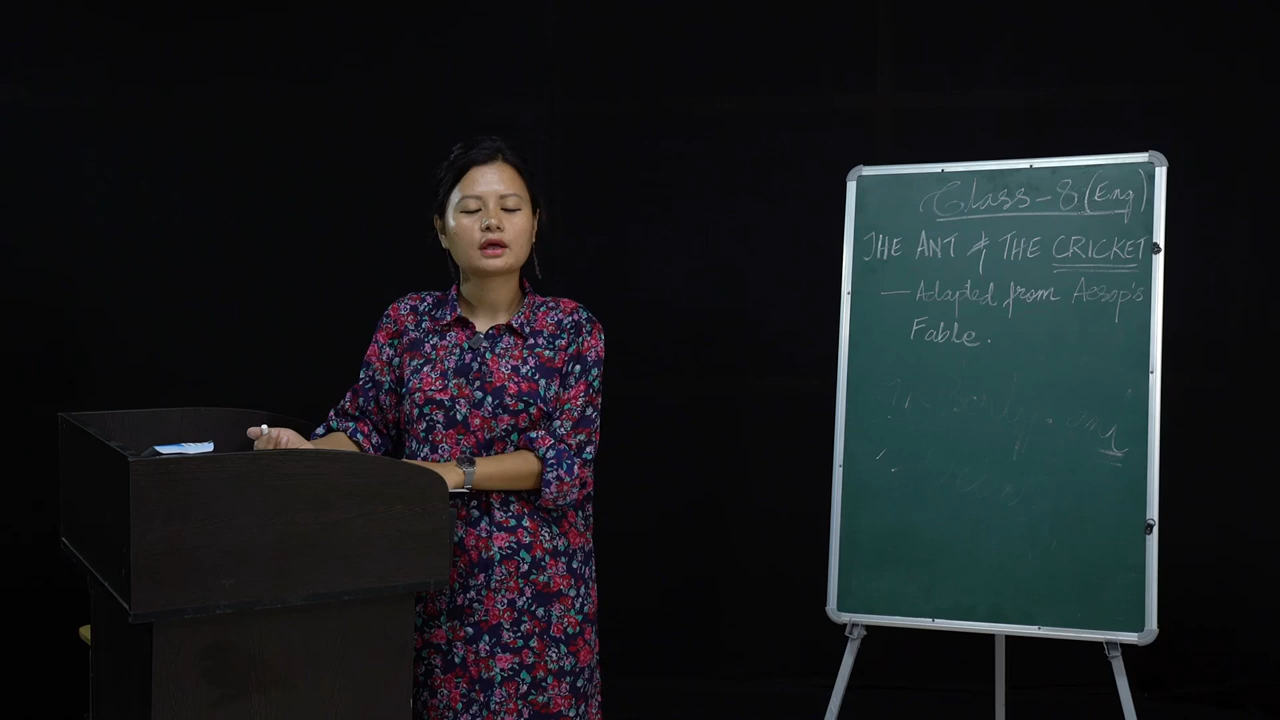 Class-8 (Eng)
THE ANT & THE CRICKET
— Adapted from Aesop's
Fable.